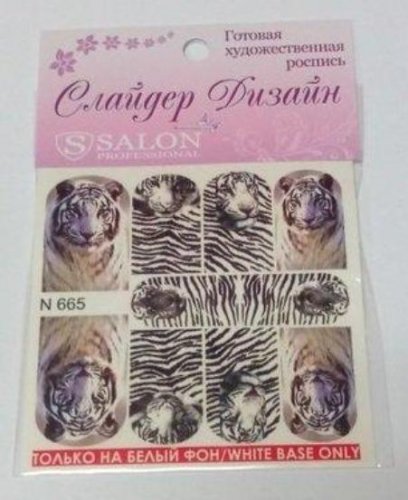 Готовая
художественная
роспись
Слайдер Дизайн
S SALON
PROFESSIONAL
N 665
ТОЛЬКО НА БЕЛЫЙ ФОН/WHITE BASE ONLY